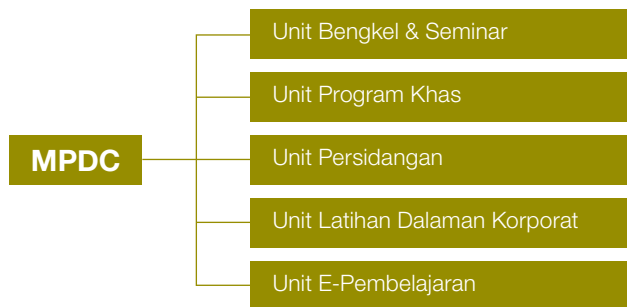 Unit Bengkel & Seminar
Unit Program Khas
MPDC
Unit Persidangan
Unit Latihan Dalaman Korporat
Unit E-Pembelajaran